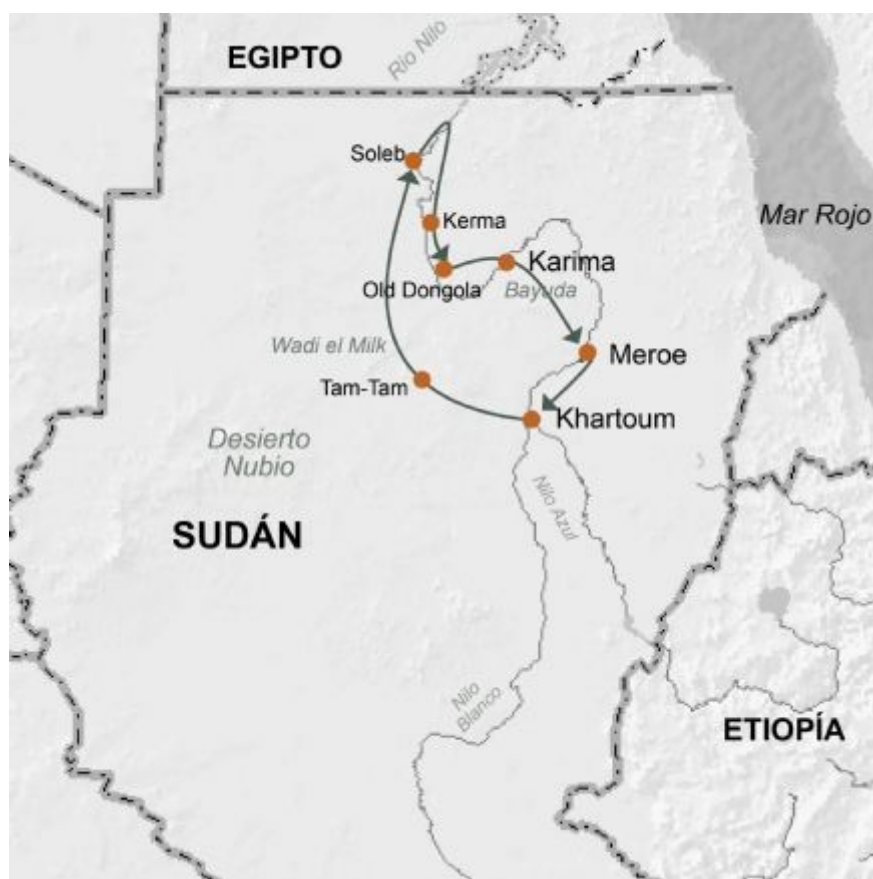 EGIPTO
Río Nilo
Soleb
Kerma
Mar Rojo
Karima
Old Dongola
Bayuda
Wadi el Milk
Meroe
Tam-Tam
Khartoum
Desierto
Nubio
Nilo Azul
SUDÁN
Nilo
Blanco
ETIOPÍA